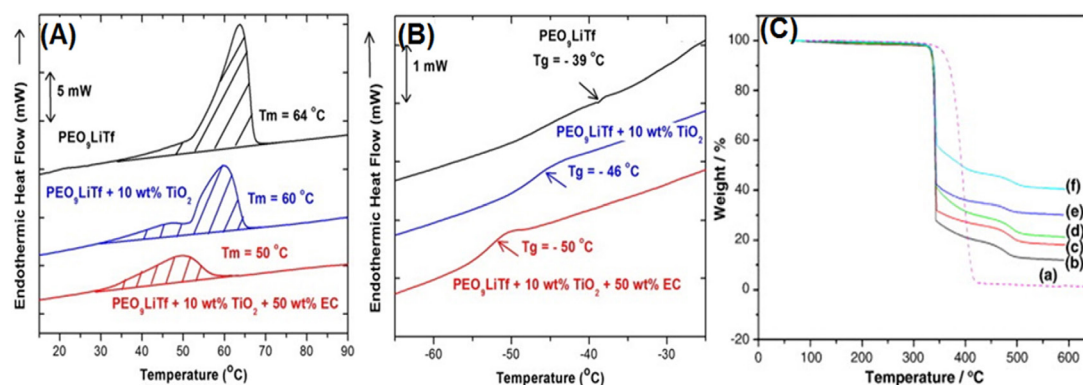 (A)
Endothermic Heat Flow (mW)
5 mW
Tm = 64 °C
PEO₉LiTf
PEO₉LiTf + 10 wt% TiO₂
Tm = 60 °C
Tm = 50 °C
PEO₉LiTf + 10 wt% TiO₂ + 50 wt% EC
20 30 40 50 60 70 80 90
Temperature (°C)
(B)
Endothermic Heat Flow (mW)
1 mW
PEO₉LiTf
Tg = - 39 °C
PEO₉LiTf + 10 wt% TiO₂
Tg = - 46 °C
Tg = - 50 °C
PEO₉LiTf + 10 wt% TiO₂ + 50 wt% EC
-60 -50 -40 -30
Temperature (°C)
(C)
Weight / %
100
80
60
40
20
0
-20
(f)
(e)
(d)
(c)
(b)
(a)
0 100 200 300 400 500 600
Temperature / °C